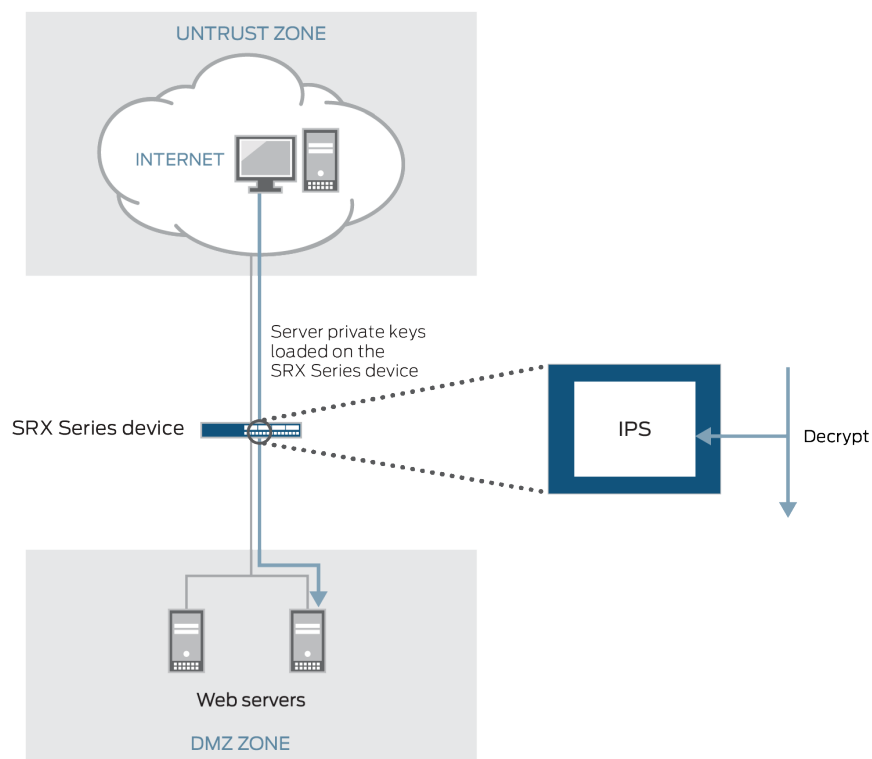 UNTRUST ZONE
INTERNET
Server private keys
loaded on the
SRX Series device
SRX Series device
IPS
Decrypt
Web servers
DMZ ZONE